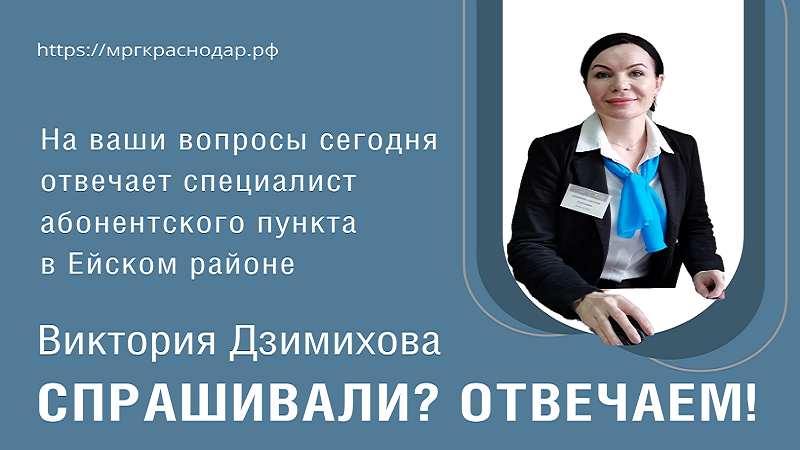 https://мргкраснодар.рф
На ваши вопросы сегодня
отвечает специалист
абонентского пункта
в Ейском районе
Виктория Дзимихова
СПРАШИВАЛИ? ОТВЕЧАЕМ!